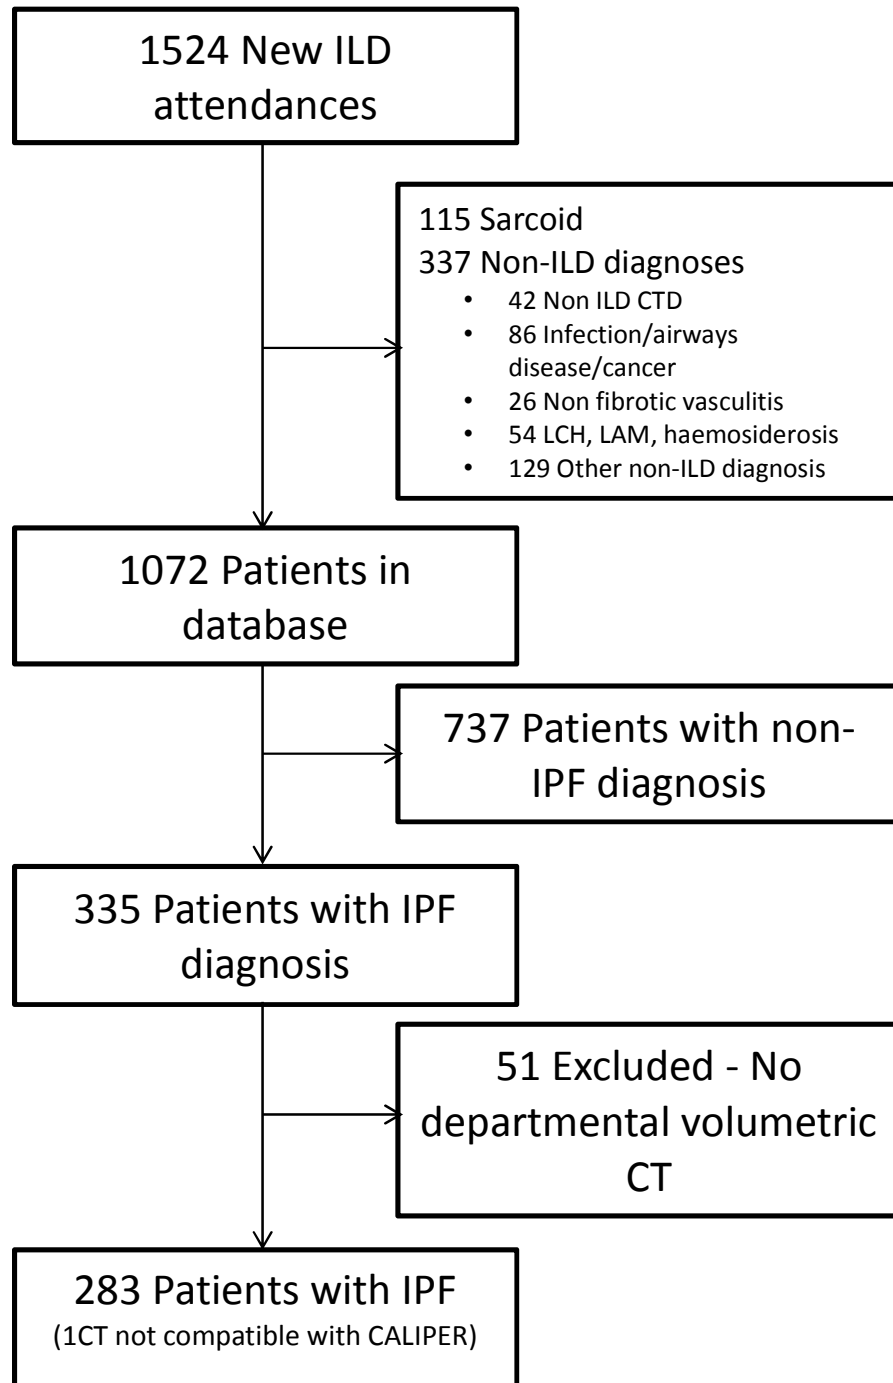 1524 New ILD
attendances
115 Sarcoid
337 Non-ILD diagnoses
• 42 Non ILD CTD
• 86 Infection/airways
disease/cancer
• 26 Non fibrotic vasculitis
• 54 LCH, LAM, haemosiderosis
• 129 Other non-ILD diagnosis
1072 Patients in
database
737 Patients with non-
IPF diagnosis
335 Patients with IPF
diagnosis
51 Excluded - No
departmental volumetric
CT
283 Patients with IPF
(1CT not compatible with CALIPER)